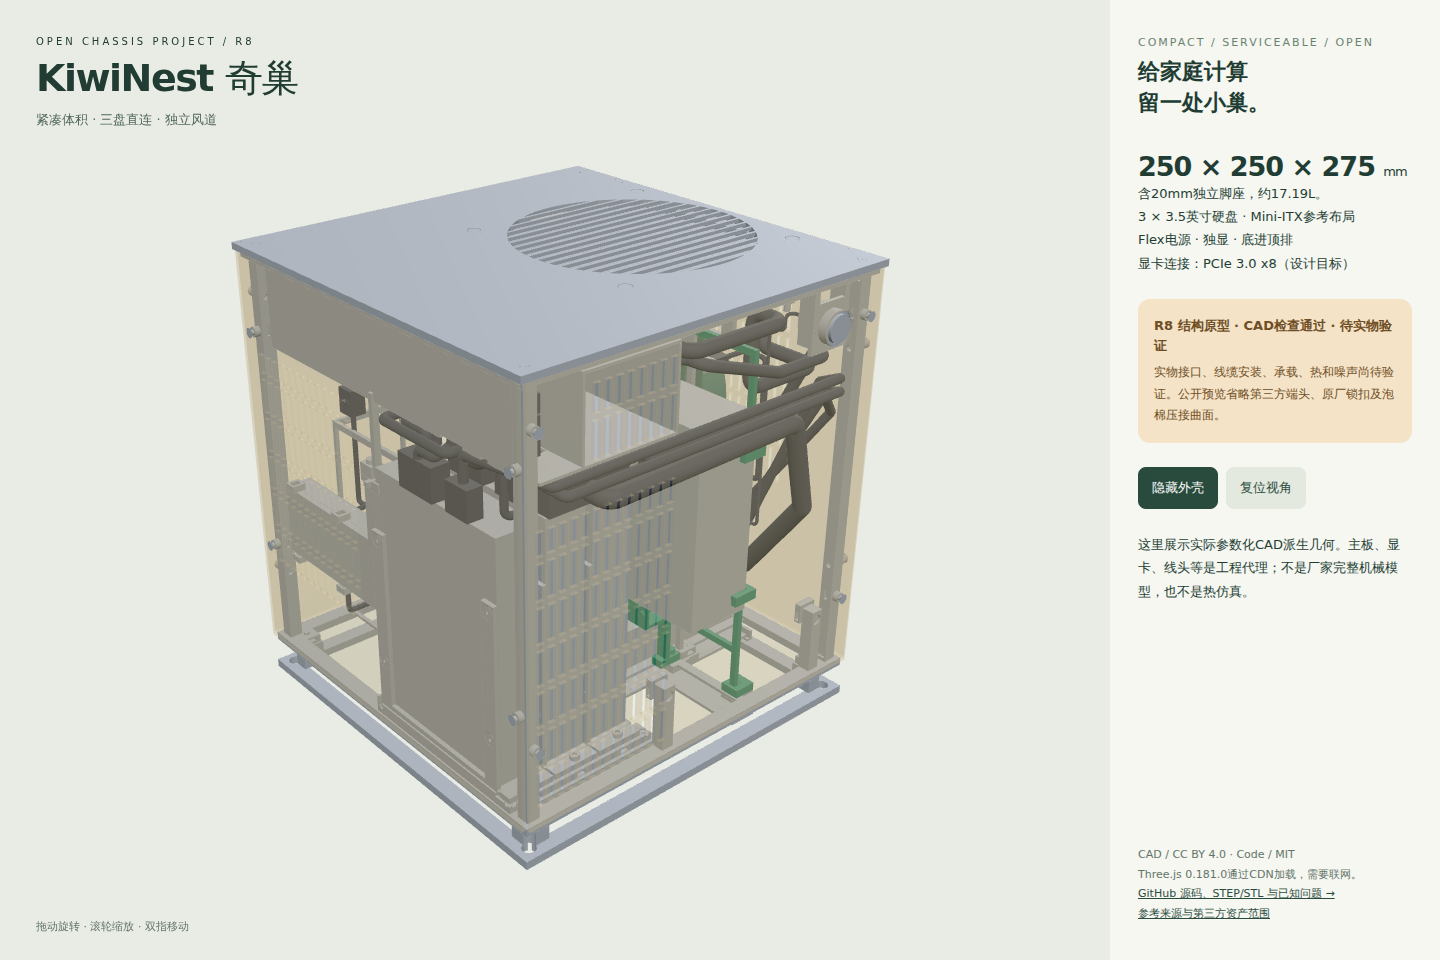 OPEN CHASSIS PROJECT / R8
KiwiNest 奇巢
紧凑体积 · 三盘直连 · 独立风道
拖动旋转 · 滚轮缩放 · 双指移动
COMPACT / SERVICEABLE / OPEN
给家庭计算
留一处小巢。
250 × 250 × 275 mm
含20mm独立脚座，约17.19L。
3 × 3.5英寸硬盘 · Mini-ITX参考布局
Flex电源 · 独显 · 底进顶排
显卡连接：PCIe 3.0 x8（设计目标）
R8 结构原型 · CAD检查通过 · 待实物验
证
实物接口、线缆安装、承载、热和噪声尚待验
证。公开预览省略第三方端头、原厂锁扣及泡
棉压接曲面。
隐藏外壳
复位视角
这里展示实际参数化CAD派生几何。主板、显
卡、线头等是工程代理；不是厂家完整机械模
型，也不是热仿真。
CAD / CC BY 4.0 · Code / MIT
Three.js 0.181.0通过CDN加载，需要联网。
GitHub 源码、STEP/STL 与已知问题 →
参考来源与第三方资产范围